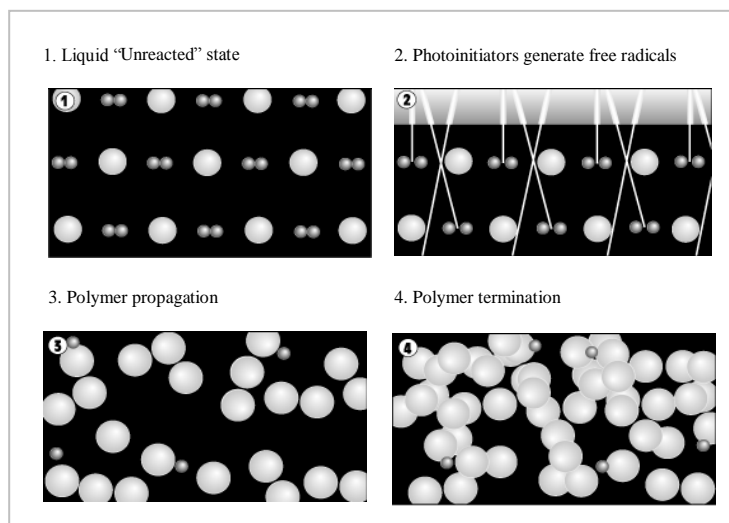 1. Liquid “Unreacted” state
2. Photoinitiators generate free radicals
1
2
3. Polymer propagation
4. Polymer termination
3
4